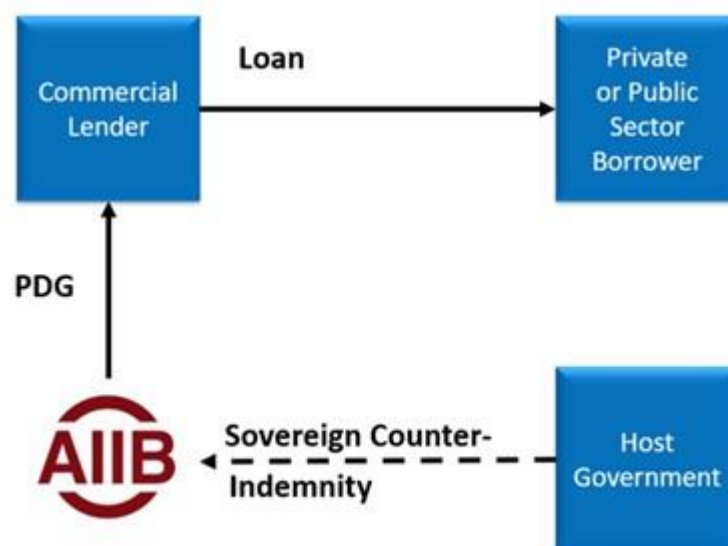 Loan
Commercial
Lender
Private
or Public
Sector
Borrower
PDG
AIIB
Sovereign Counter-
Indemnity
Host
Government